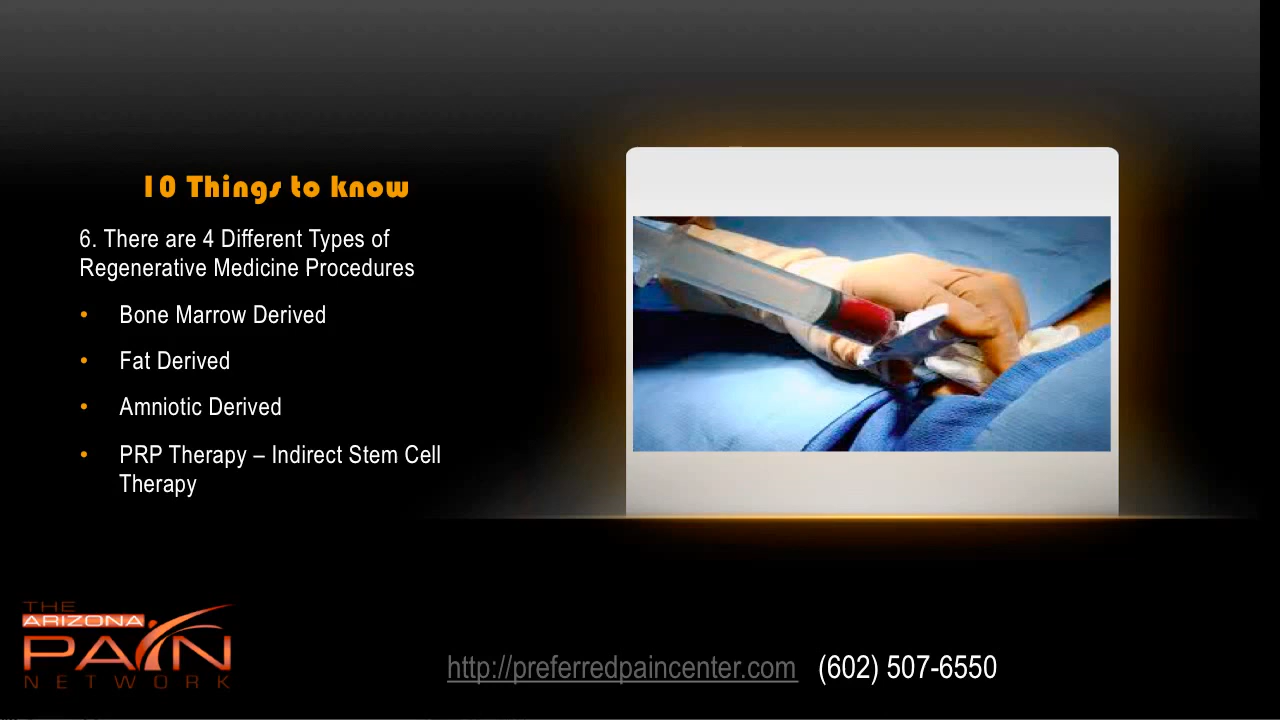 10 Things to know
6. There are 4 Different Types of
Regenerative Medicine Procedures
• Bone Marrow Derived
• Fat Derived
• Amniotic Derived
• PRP Therapy – Indirect Stem Cell
Therapy
THE
ARIZONA
PAIN
NETWORK
http://preferredpaincenter.com (602) 507-6550